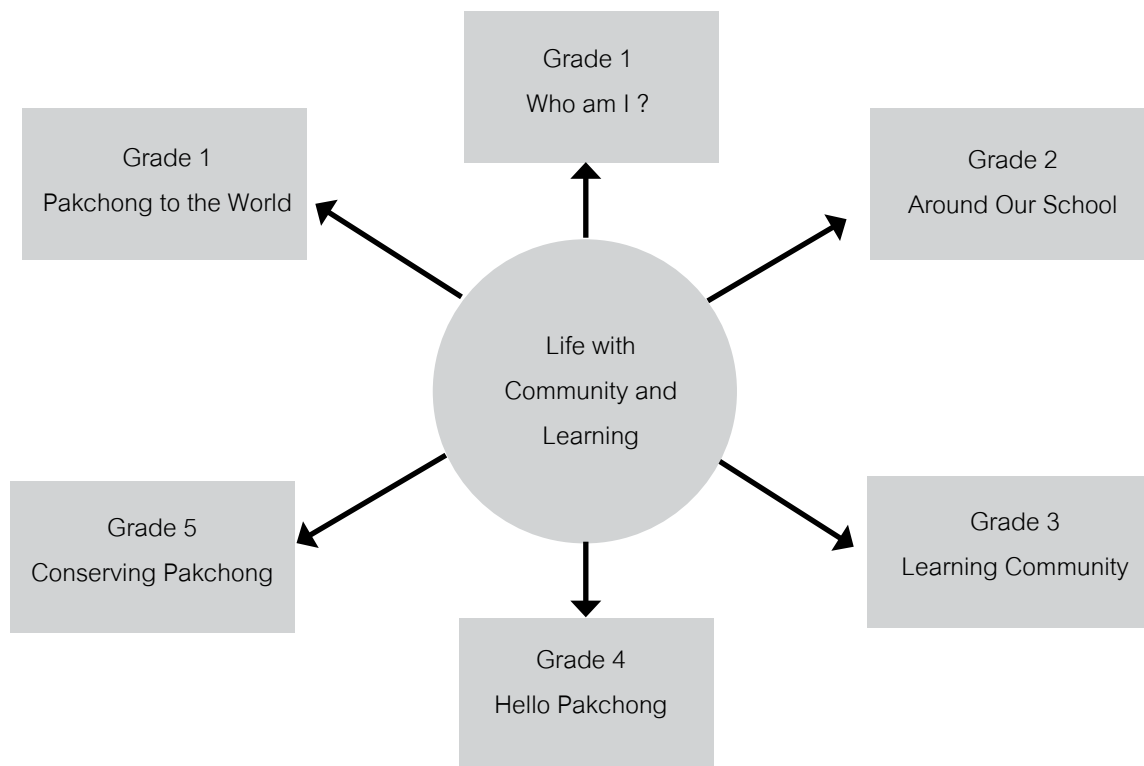 Grade 1
Who am I ?
Grade 1
Pakchong to the World
Grade 2
Around Our School
Life with
Community and
Learning
Grade 5
Conserving Pakchong
Grade 3
Learning Community
Grade 4
Hello Pakchong